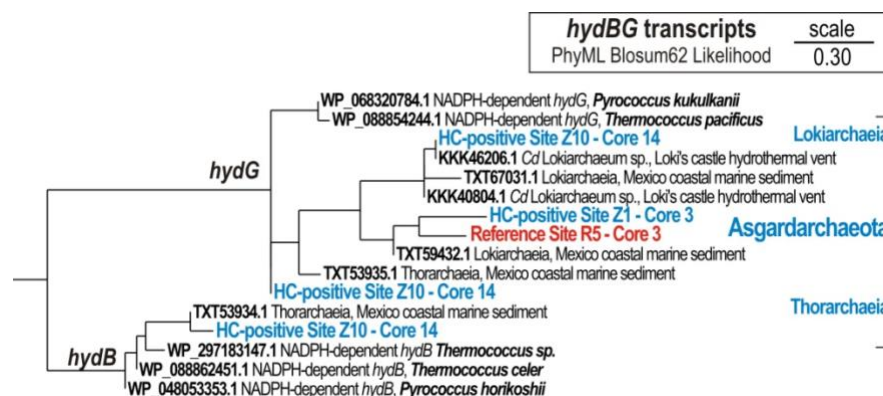 hydBG transcripts scale
PhyML Blosum62 Likelihood 0.30
WP_068320784.1 NADPH-dependent hydG, Pyrococcus kukulkanii
WP_088854244.1 NADPH-dependent hydG, Thermococcus pacificus
HC-positive Site Z10 - Core 14 Lokiarchaeia
hydG KKK46206.1 Cd Lokiarchaeum sp., Loki's castle hydrothermal vent
TXT67031.1 Lokiarchaeia, Mexico coastal marine sediment
KKK40804.1 Cd Lokiarchaeum sp., Loki's castle hydrothermal vent
HC-positive Site Z1 - Core 3
Reference Site R5 - Core 3 Asgardarchaeota
TXT59432.1 Lokiarchaeia, Mexico coastal marine sediment
TXT53935.1 Thorarchaeia, Mexico coastal marine sediment
HC-positive Site Z10 - Core 14
TXT53934.1 Thorarchaeia, Mexico coastal marine sediment Thorarchaeia
HC-positive Site Z10 - Core 14
hydB WP_297183147.1 NADPH-dependent hydB Thermococcus sp.
WP_088862451.1 NADPH-dependent hydB, Thermococcus celer
WP_048053353.1 NADPH-dependent hydB, Pyrococcus horikoshii